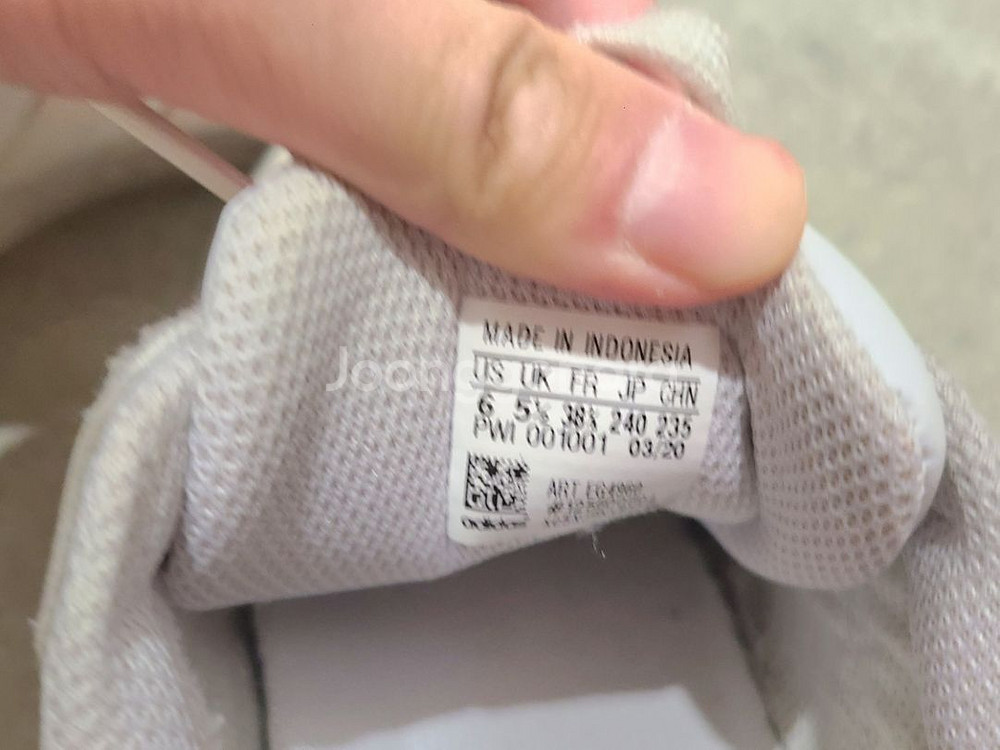 MADE IN INDONESIA
US UK FR JP CHN
6 5½ 38⅔ 240 235
PWI 001001 03/20
ART